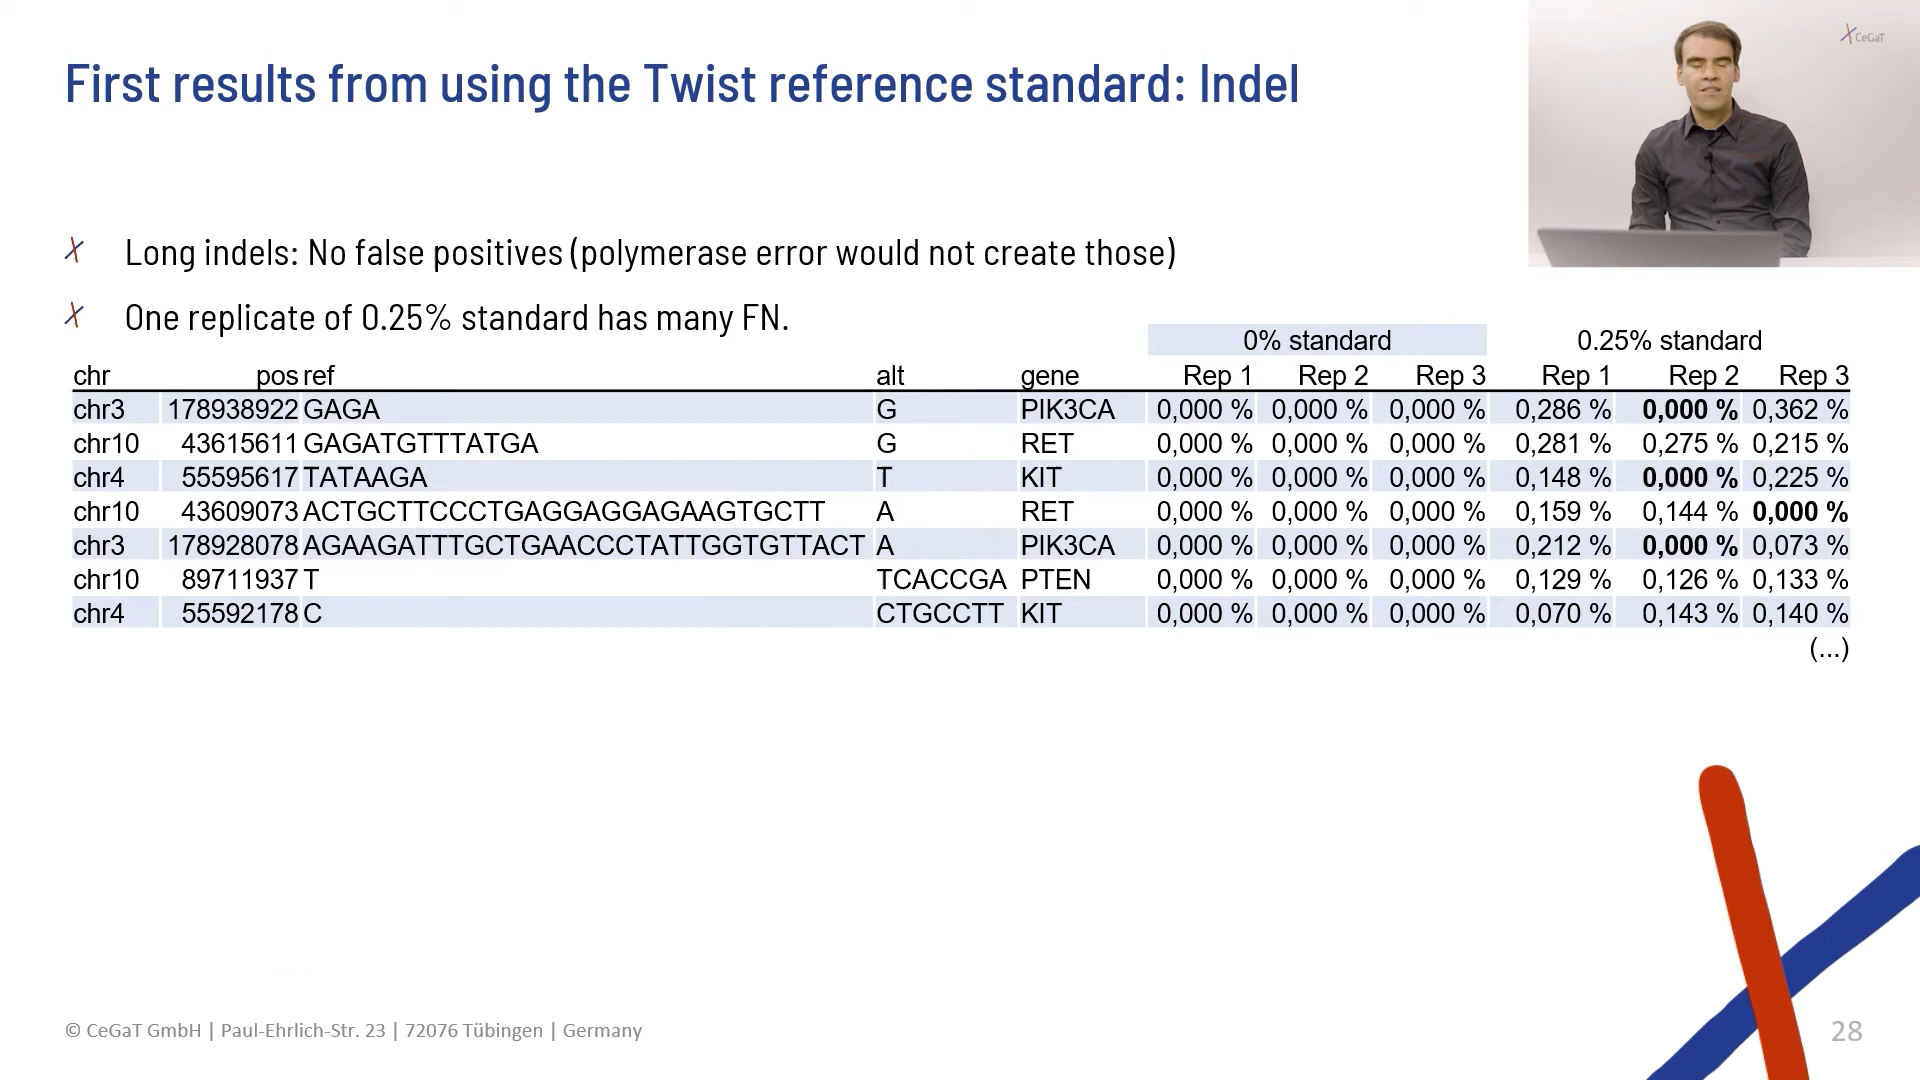 CeGaT
First results from using the Twist reference standard: Indel
Long indels: No false positives (polymerase error would not create those)
One replicate of 0.25% standard has many FN.
0% standard 0.25% standard
chr pos ref alt gene Rep 1 Rep 2 Rep 3 Rep 1 Rep 2 Rep 3
chr3 178938922 GAGA G PIK3CA 0,000 % 0,000 % 0,000 % 0,286 % 0,000 % 0,362 %
chr10 43615611 GAGATGTTTATGA G RET 0,000 % 0,000 % 0,000 % 0,281 % 0,275 % 0,215 %
chr4 55595617 TATAAGA T KIT 0,000 % 0,000 % 0,000 % 0,148 % 0,000 % 0,225 %
chr10 43609073 ACTGCTTCCCTGAGGAGGAGAAGTGCTT A RET 0,000 % 0,000 % 0,000 % 0,159 % 0,144 % 0,000 %
chr3 178928078 AGAAGATTTGCTGAACCCTATTGGTGTTACT A PIK3CA 0,000 % 0,000 % 0,000 % 0,212 % 0,000 % 0,073 %
chr10 89711937 T TCACCGA PTEN 0,000 % 0,000 % 0,000 % 0,129 % 0,126 % 0,133 %
chr4 55592178 C CTGCCTT KIT 0,000 % 0,000 % 0,000 % 0,070 % 0,143 % 0,140 %
(...)
© CeGaT GmbH | Paul-Ehrlich-Str. 23 | 72076 Tübingen | Germany
28